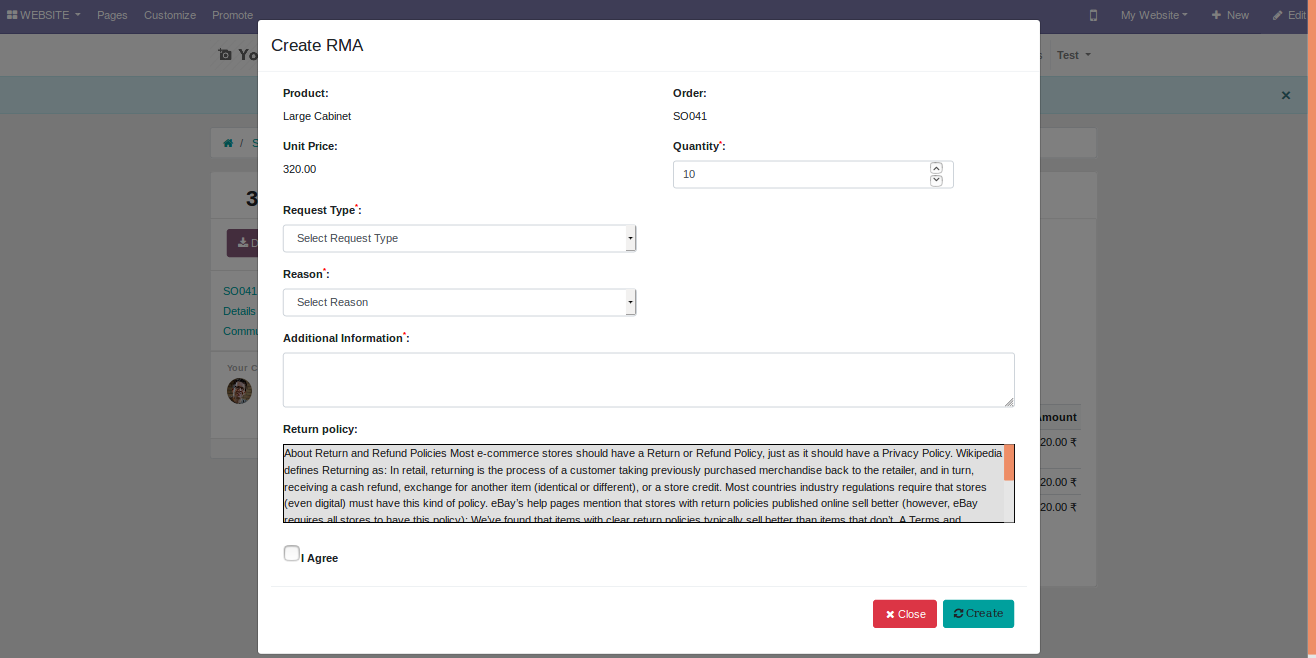 WEBSITE Pages Customize Promote My Website New Edit
Yo Test
Create RMA
Product: Order:
Large Cabinet SO041
Unit Price: Quantity*:
320.00 10
Request Type*:
Select Request Type
Reason*:
Select Reason
Additional Information*:
Return policy:
About Return and Refund Policies Most e-commerce stores should have a Return or Refund Policy, just as it should have a Privacy Policy. Wikipedia
defines Returning as: In retail, returning is the process of a customer taking previously purchased merchandise back to the retailer, and in turn,
receiving a cash refund, exchange for another item (identical or different), or a store credit. Most countries industry regulations require that stores
(even digital) must have this kind of policy. eBay's help pages mention that stores with return policies published online sell better (however, eBay
requires all stores to have this policy): We've found that items with clear return policies typically sell better than items that don't. A Terms and
I Agree
× Close Create
/ S
3
D
SO041
Details
Commu
Your C
Amount
20.00 ₹
20.00 ₹
20.00 ₹